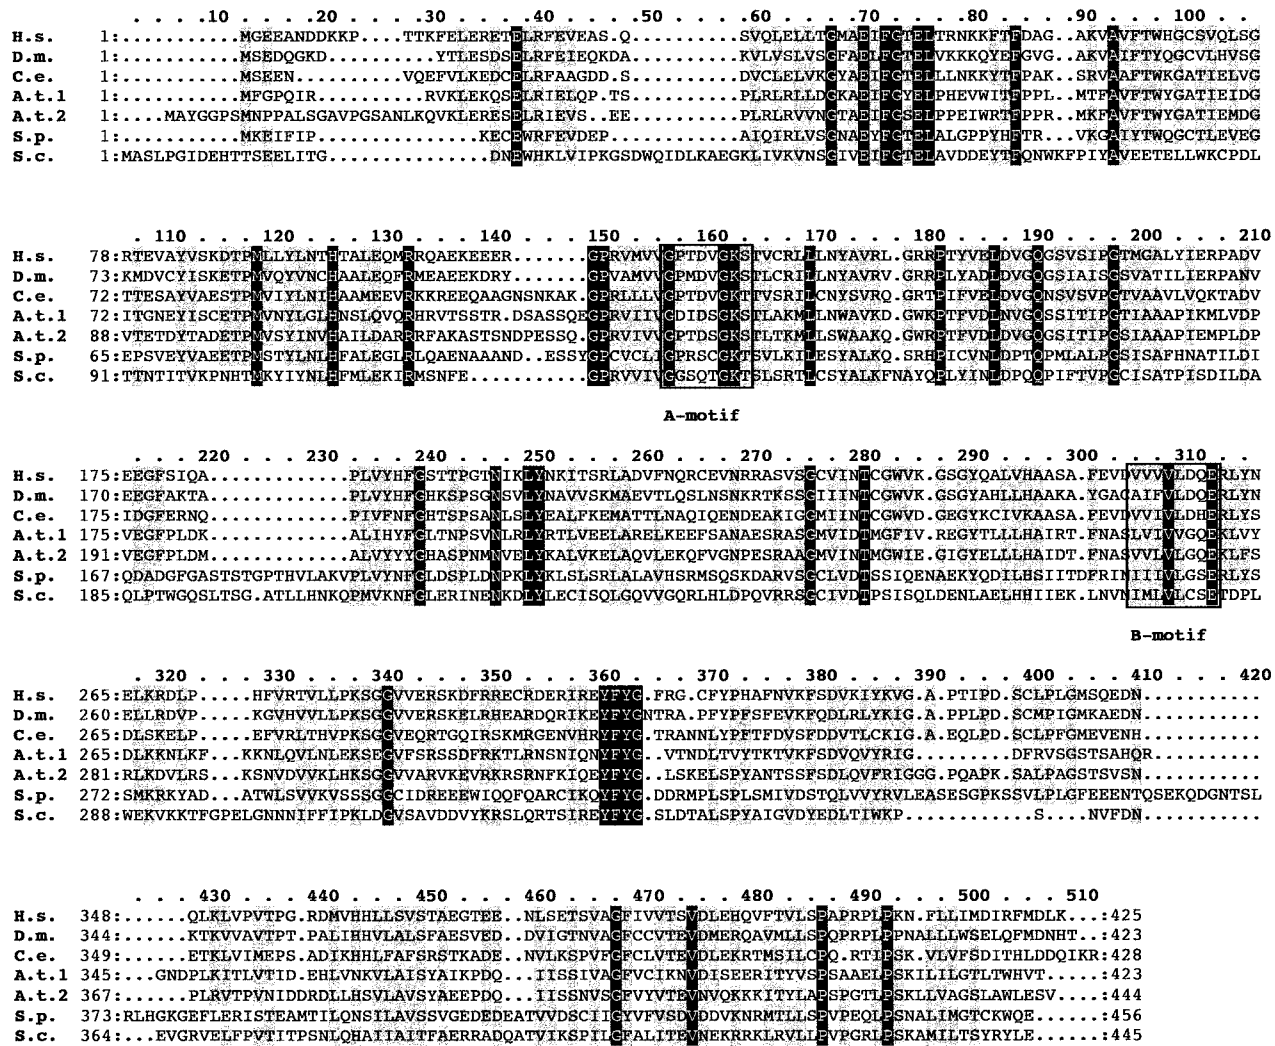 . . . .10 . . . .20 . . . .30 . . . .40 . . . .50 . . . .60 . . . .70 . . . .80 . . . .90 . . . 100 . .
H.s. 1:...........MGEEANDDKKP....TTKFELERETELRFEVEAS.Q..........SVQLELLTGMAEIFGTELTRNKKFTFDAG..AKVAVFTWHGCSVQLSG
D.m. 1:...........MSEDQGKD..........YTLESDSELRFEIEQKDA..........KVLVSLVSGFAELFGTELVKKKQYEFGVG..AKVAIFTYQGCVLHVSG
C.e. 1:...........MSEEN..........VQEFVLKEDCELRFAAGDD.S..........DVCLELVKGYAEIFGTELLLNKKYTFPAK..SRVAAFTWKGATIELVG
A.t.1 1:...........MFGPQIR..........RVKLEKQSELRIELQP.TS..........PLRLRLLDGKAEIFGYELPHEVWITFPPL..MTFAVFTWYGATIEIDG
A.t.2 1:....MAYGGPSMNPPALSGAVPGSANLKQVKLERESELRIEVS..EE..........PLRLRVVNGTAEIFGSELPPEIWRTFPPR..MKFAVFTWYGATIEMDG
S.p. 1:...........MKEIFIP...............KECEWRFEVDEP............AIQIRLVSGNAEYFGTELALGPPYHFTR...VKGAIYTWQGCTLEVEG
S.c. 1:MASLPGIDEHTTSEELITG...............DNEWHKLVIPKGSDWQIDLKAEGKLIVKVNSGIVEIFGTELAVDDEYTFQNWKFPIYAVEETELLWKCPDL
. 110 . . . 120 . . . 130 . . . 140 . . . 150 . . . 160 . . . 170 . . . 180 . . . 190 . . . 200 . . . 210
H.s. 78:RTEVAYVSKDTPMLLYLNTHTALEQMRRQAEKEEER.......GPRVMVVGPTDVGKSTVCRLLLNYAVRL.GRRPTYVELDVGQGSVSIPGTMGALYIERPADV
D.m. 73:KMDVCYISKETPMVQYVNCHAALEQFRMEAEEKDRY.......GPVAMVVGPMDVGKSTLCRILLNYAVRV.GRRPLYADLDVGQGSIAISGSVATILIERPANV
C.e. 72:TTESAYVAESTPMVIYLNIHAAMEEVRKKREEQAAGNSNKAK.GPRLLLVGPTDVGKTTVSRILCNYSVRQ.GRTPIFVELDVGQNSVSVPGTVAAVLVQKTADV
A.t.1 72:ITGNEYISCETPMVNYLGLHNSLQVQRHRVTSSTR.DSASSQEGPRVIIVGDIDSGKSTLAKMLLNWAVKD.GWKPTFVDLNVGQSSITIPGTIAAAPIKMLVDP
A.t.2 88:VTETDYTADETPMVSYINVHAILDARRRFAKASTSNDPESSQ.GPRVIVVGPTDSGKSTLTKMLLSWAAKQ.GWRPTFVDLDVGQGSITIPGSIAAAPIEMPLDP
S.p. 65:EPSVEYVAEETPMSTYLNLHFALEGLRLQAENAAAND..ESSYGPCVCLIGPRSCGKTSVLKILESYALKQ.SRHPICVNLDPTQPMLALPGSISAFHNATILDI
S.c. 91:TTNTITVKPNHTMKYIYNLHFMLEKIRMSNFE...........GPRVVIVGGSQTGKTSLSRTLCSYALKFNAYQPLYINLDPQQPIFTVPGCISATPISDILDA
A-motif
. 220 . . . 230 . . . 240 . . . 250 . . . 260 . . . 270 . . . 280 . . . 290 . . . 300 . . . 310 .
H.s. 175:EEGFSIQA.............PLVYHFGSTTPGTNIKLYNKITSRLADVFNQRCEVNRRASVSGCVINTCGWVK.GSGYQALVHAASA.FEVDVVVVLDQERLYN
D.m. 170:EEGFAKTA.............PLVYHFGHKSPSGNSVLYNAVVSKMAEVTLQSLNSNKRTKSSGIIINTCGWVK.GSGYAHLLHAAKA.YGACAIFVLDQERLYN
C.e. 175:IDGFERNQ.............PIVFNFGHTSPSANLSLYEALFKEMATTLNAQIQENDEAKIGGMIINTCGWVD.GEGYKCIVKAASA.FEVDVVIVLDHERLYS
A.t.1 175:VEGFPLDK.............ALIHYFGLTNPSVNLRLYRTLVEELARELKEEFSANAESRASGMVIDTMGFIV.REGYTLLLHAIRT.FNASLVIVVGQEKLYV
A.t.2 191:VEGFPLDM.............ALVYYYGHASPNMNVELYKALVKELAQVLEKQFVGNPESRAAGMVINTMGWIE.GIGYELLLHAIDT.FNASVVLVLGQEKLFS
S.p. 167:QDADGFGASTSTGPTHVLAKVPLVYNFGLDSPLDNPKLYKLSLSRLALAVHSRMSQSKDARVSGCLVDTSSIQENAEKYQDILHSIITDFRINIIIVLGSERLYS
S.c. 185:QLPTWGQSLTSG.ATLLHNKQPMVKNFGLERINENKDLYLECISQLGQVVGQRLHLDPQVRRSGCIVDTPSISQLDENLAELHHIIEK.LNVNIMLVLCSETDPL
B-motif
. 320 . . . 330 . . . 340 . . . 350 . . . 360 . . . 370 . . . 380 . . . 390 . . . 400 . . . 410 . . . 420
H.s. 265:ELKRDLP.....HFVRTVLLPKSGGVVERSKDFRRECRDERIREYFYG.FRG.CFYPHAFNVKFSDVKIYKVG.A.PTIPD.SCLPLGMSQEDN...........
D.m. 260:ELLRDVP.....KGVHVVLLPKSGGVVERSKELRHEARDQRIKEYFYGNTRA.PFYPFSFEVKFQDLRLYKIG.A.PPLPD.SCMPIGMKAEDN...........
C.e. 265:DLSKELP.....EFVRLTHVPKSGGVEQRTGQIRSKMRGENVHRYFYG.TRANNLYPFTFDVSFDDVTLCKIG.A.EQLPD.SCLPFGMEVENH...........
A.t.1 265:DLKKNLKF...KKNLQVLNLEKSEGVFSRSSDFRKTLRNSNIQNYFYG..VTNDLTVYTKTVKFSDVQVYRIG.........DFRVSGSTSAHQR..........
A.t.2 281:RLKDVLRS...KSNVDVVKLHKSGGVVARVKEVRKRSRNFKIQEYFYG..LSKELSPYANTSSFSDLQVFRIGGG.PQAPK.SALPAGSTSVSN...........
S.p. 272:SMKRKYAD...ATWLSVVKVSSSGGCIDREEEWIQQFQARCIKQYFYG.DDRMPLSPLSMIVDSTQLVVYRVLEASESGPKSSVLPLGFEEENTQSEKQDGNTSL
S.c. 288:WEKVKKTFGPELGNNNIFFIPKLDGVSAVDDVYKRSLQRTSIREYFYG.SLDTALSPYAIGVDYEDLTIWKP............S....NVFDN...........
. . . 430 . . . 440 . . . 450 . . . 460 . . . 470 . . . 480 . . . 490 . . . 500 . . . 510
H.s. 348:......QLKLVPVTPG.RDMVHHLLSVSTAEGTEE..NLSETSVAGFIVVTSVDLEHQVFTVLSPAPRPLPKN.FLLIMDIRFMDLK...:425
D.m. 344:......KTKVVAVTPT.PALIHHVLALSFAESVED..DVIGTNVAGFCCVTEVDMERQAVMLLSPQPRPLPPNALLLWSELQFMDNHT..:423
C.e. 349:......ETKLVIMEPS.ADIKHHLFAFSRSTKADE..NVLKSPVFGFCLVTEVDLEKRTMSILCPQ.RTLPSK.VLVFSDITHLDDQIKR:428
A.t.1 345:...GNDPLKITLVTID.EHLVNKVLAISYAIKPDQ...IISSIVAGFVCIKNVDISEERITYVSPSAAELPSKILILGTLTWHVT.....:423
A.t.2 367:......PLRVTPVNIDDRDLLHSVLAVSYAEEPDQ...IISSNVSGFVYVTEVNVQKKKITYLAPSPGTLPSKLLVAGSLAWLESV....:444
S.p. 373:RLHGKGEFLERISTEAMTILQNSILAVSSVGEDEDEATVVDSCIIGYVFVSDVDDVKNRMTLLSPVPEQLPSNALIMGTCKWQE......:456
S.c. 364:...EVGRVELFPVTITPSNLQHAIIAITFAERRADQATVIKSPILGFALITEVNEKRRKLRVLLPVPGRLPSKAMILTSYRYLE......:445